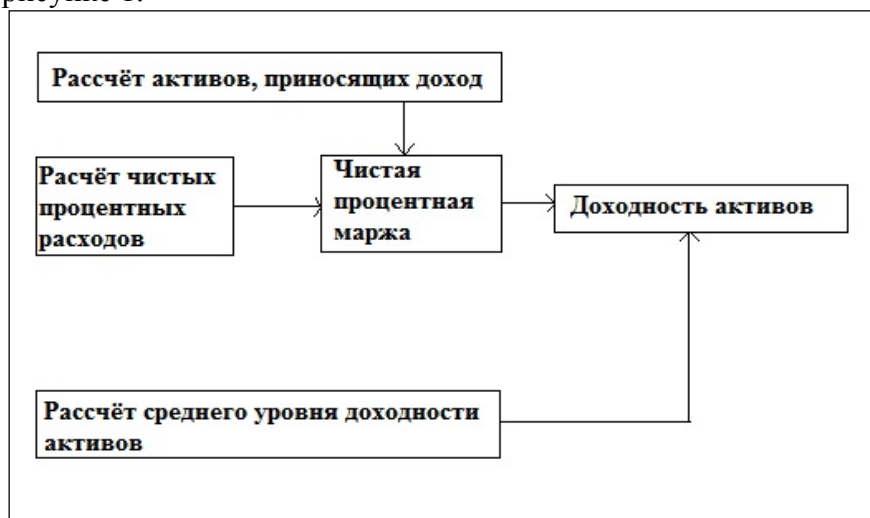 рисунке 1.
Рассчёт активов, приносящих доход
Расчёт чистых
процентных
расходов
Чистая
процентная
маржа
Доходность активов
Рассчёт среднего уровня доходности
активов